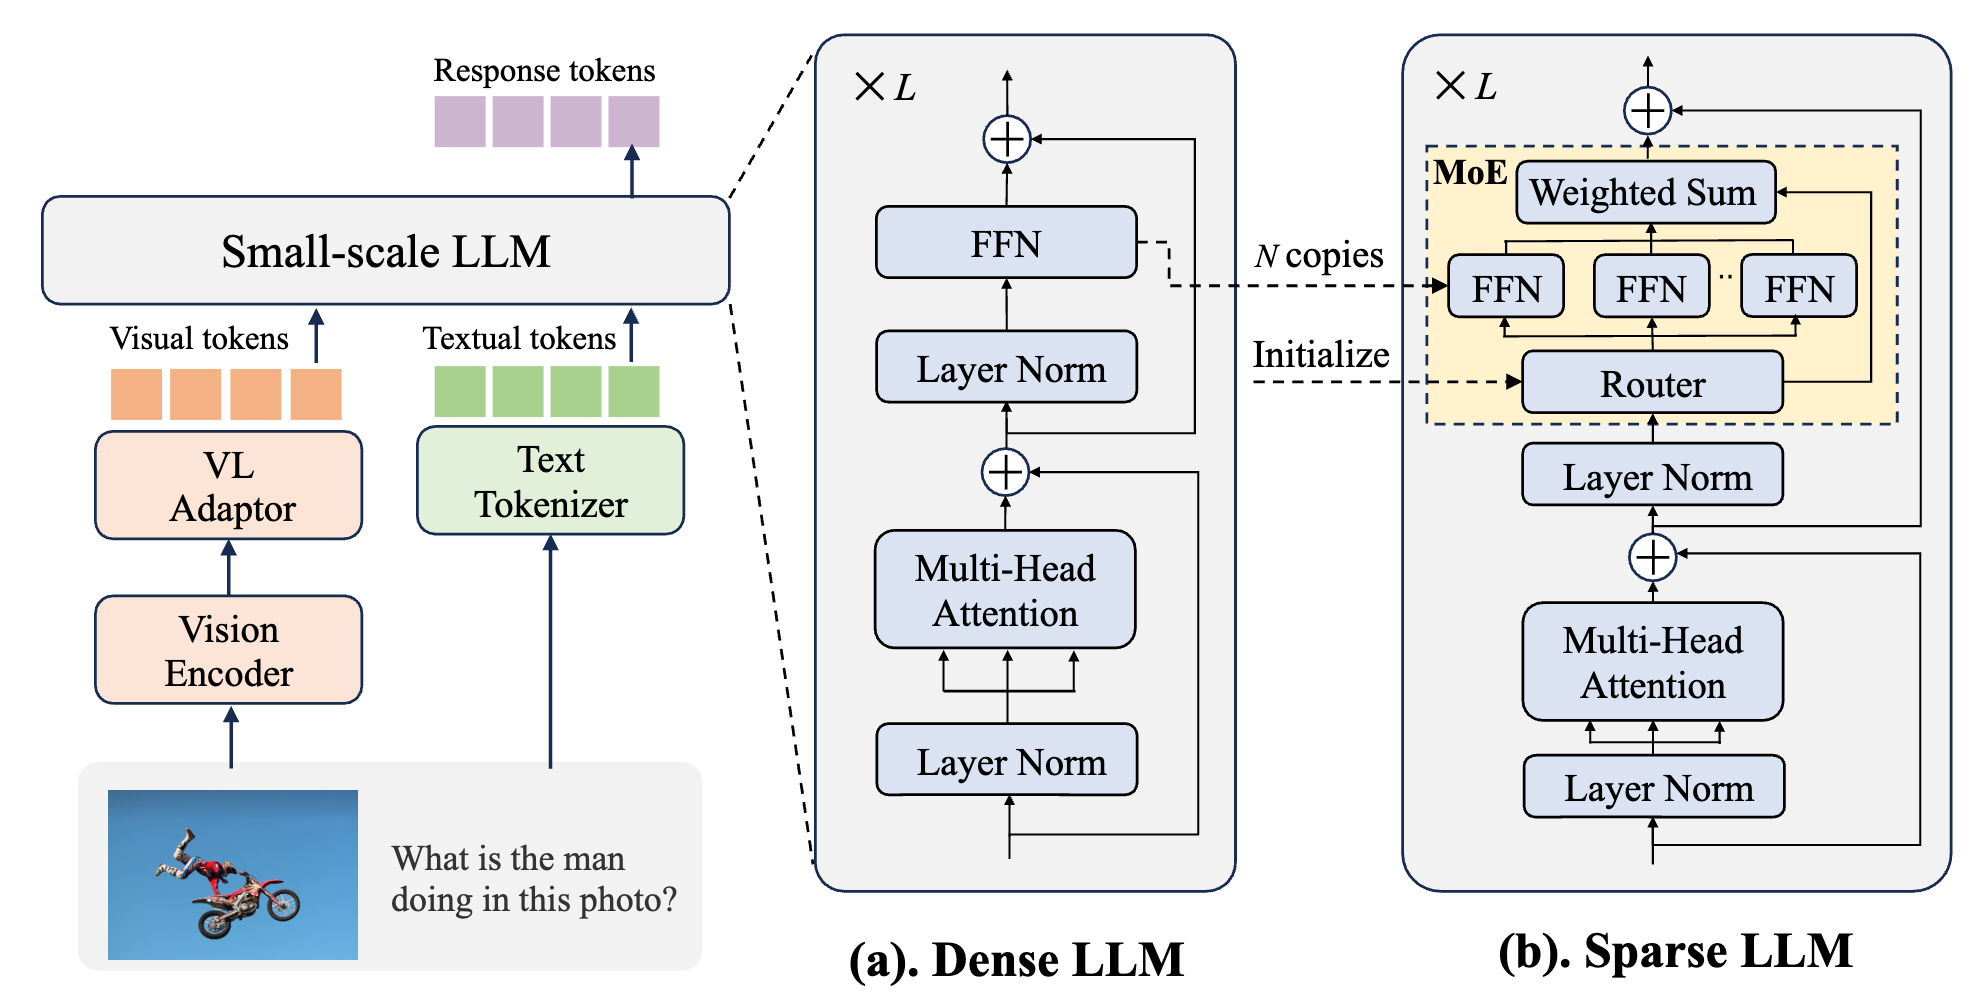 Response tokens
Small-scale LLM
Visual tokens
Textual tokens
VL
Adaptor
Text
Tokenizer
Vision
Encoder
What is the man
doing in this photo?
× L
FFN
Layer Norm
Multi-Head
Attention
Layer Norm
(a). Dense LLM
N copies
Initialize
× L
MoE
Weighted Sum
FFN
FFN
..
FFN
Router
Layer Norm
Multi-Head
Attention
Layer Norm
(b). Sparse LLM